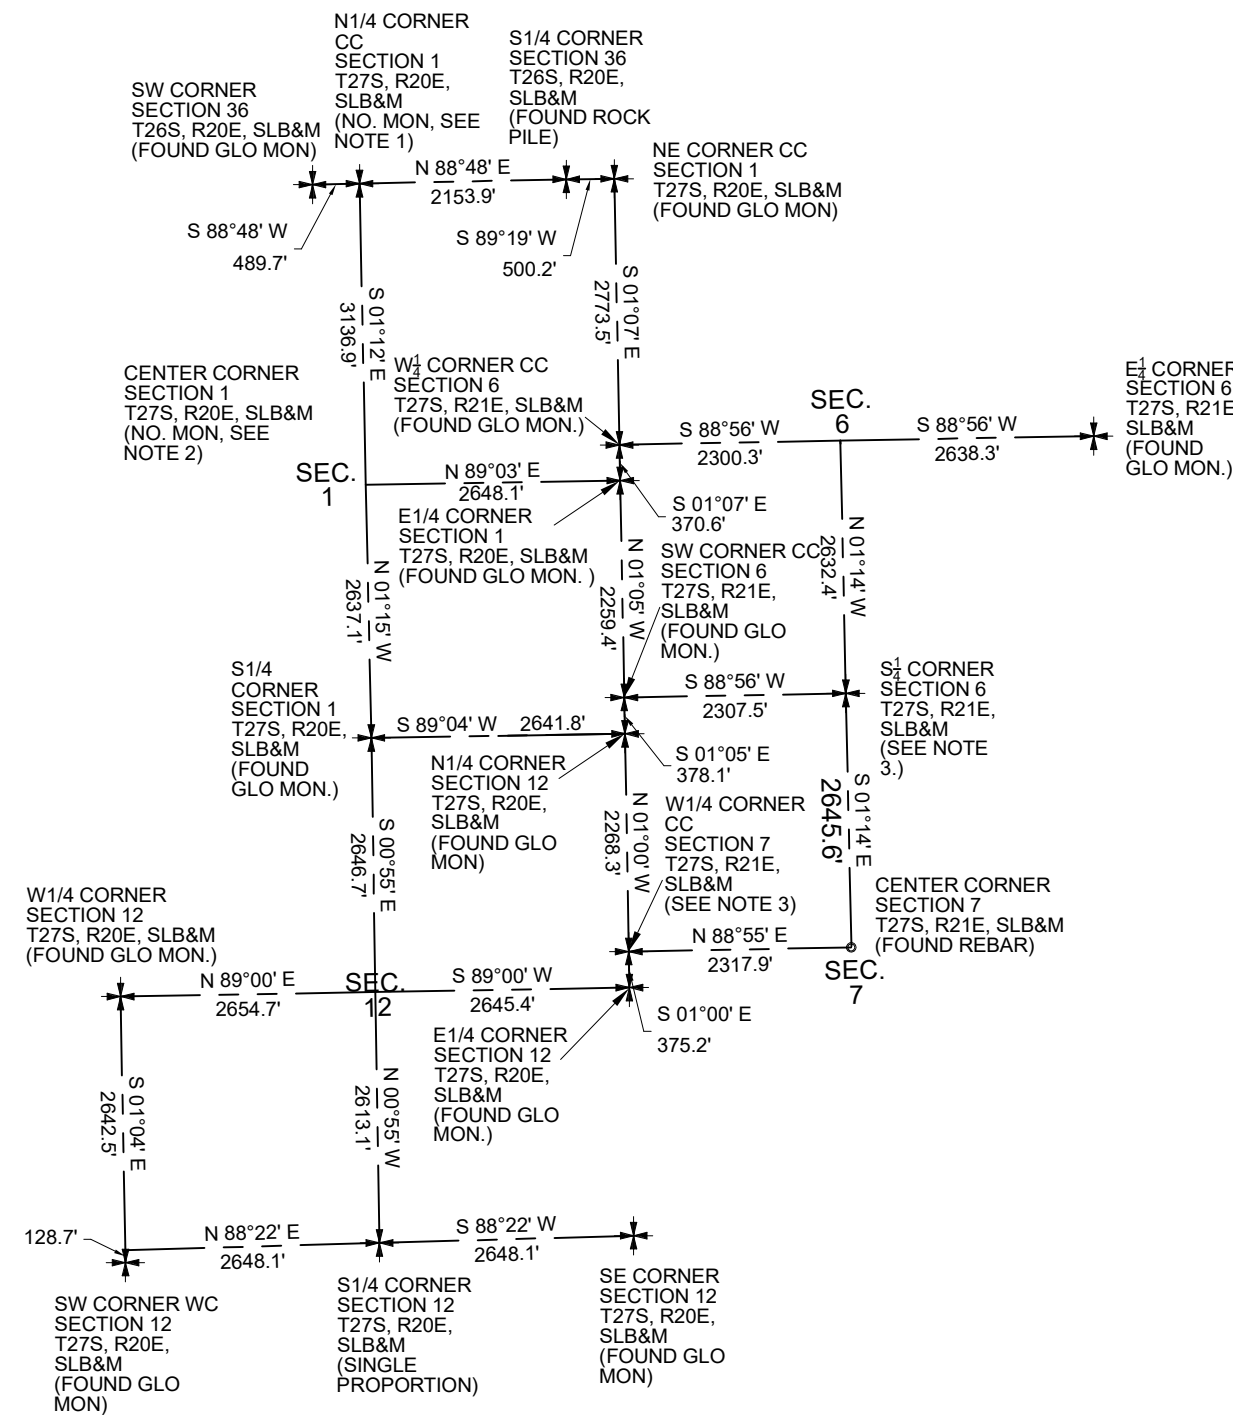 N1/4 CORNER
CC
SECTION 1
T27S, R20E,
SLB&M
(NO. MON, SEE
NOTE 1)
S1/4 CORNER
SECTION 36
T26S, R20E,
SLB&M
(FOUND ROCK
PILE)
SW CORNER
SECTION 36
T26S, R20E, SLB&M
(FOUND GLO MON)
NE CORNER CC
SECTION 1
T27S, R20E, SLB&M
(FOUND GLO MON)
N 88°48' E
2153.9'
S 88°48' W
489.7'
S 89°19' W
500.2'
S 01°12' E
3136.9'
S 01°07' E
2773.5'
CENTER CORNER
SECTION 1
T27S, R20E, SLB&M
(NO. MON, SEE
NOTE 2)
W1/4 CORNER CC
SECTION 6
T27S, R21E, SLB&M
(FOUND GLO MON.)
SEC.
6
S 88°56' W
2300.3'
S 88°56' W
2638.3'
E1/4 CORNER
SECTION 6
T27S, R21E
SLB&M
(FOUND
GLO MON.)
SEC.
1
N 89°03' E
2648.1'
S 01°07' E
370.6'
E1/4 CORNER
SECTION 1
T27S, R20E, SLB&M
(FOUND GLO MON. )
N 01°05' W
2259.4'
SW CORNER CC
SECTION 6
T27S, R21E,
SLB&M
(FOUND GLO
MON.)
N 01°14' W
2632.4'
N 01°15' W
2637.1'
S1/4
CORNER
SECTION 1
T27S, R20E,
SLB&M
(FOUND
GLO MON.)
S 88°56' W
2307.5'
S1/4 CORNER
SECTION 6
T27S, R21E,
SLB&M
(SEE NOTE
3.)
S 89°04' W 2641.8'
S 01°05' E
378.1'
N1/4 CORNER
SECTION 12
T27S, R20E,
SLB&M
(FOUND GLO
MON)
N 01°00' W
2268.3'
W1/4 CORNER
CC
SECTION 7
T27S, R21E,
SLB&M
(SEE NOTE 3)
S 01°14' E
2645.6'
S 00°55' E
2646.7'
CENTER CORNER
SECTION 7
T27S, R21E, SLB&M
(FOUND REBAR)
W1/4 CORNER
SECTION 12
T27S, R20E, SLB&M
(FOUND GLO MON.)
N 88°55' E
2317.9'
SEC.
7
N 89°00' E
2654.7'
SEC.
12
S 89°00' W
2645.4'
S 01°00' E
375.2'
E1/4 CORNER
SECTION 12
T27S, R20E,
SLB&M
(FOUND GLO
MON.)
S 01°04' E
2642.5'
N 00°55' W
2613.1'
128.7'
N 88°22' E
2648.1'
S 88°22' W
2648.1'
SW CORNER WC
SECTION 12
T27S, R20E,
SLB&M
(FOUND GLO
MON)
S1/4 CORNER
SECTION 12
T27S, R20E,
SLB&M
(SINGLE
PROPORTION)
SE CORNER
SECTION 12
T27S, R20E,
SLB&M
(FOUND GLO
MON)